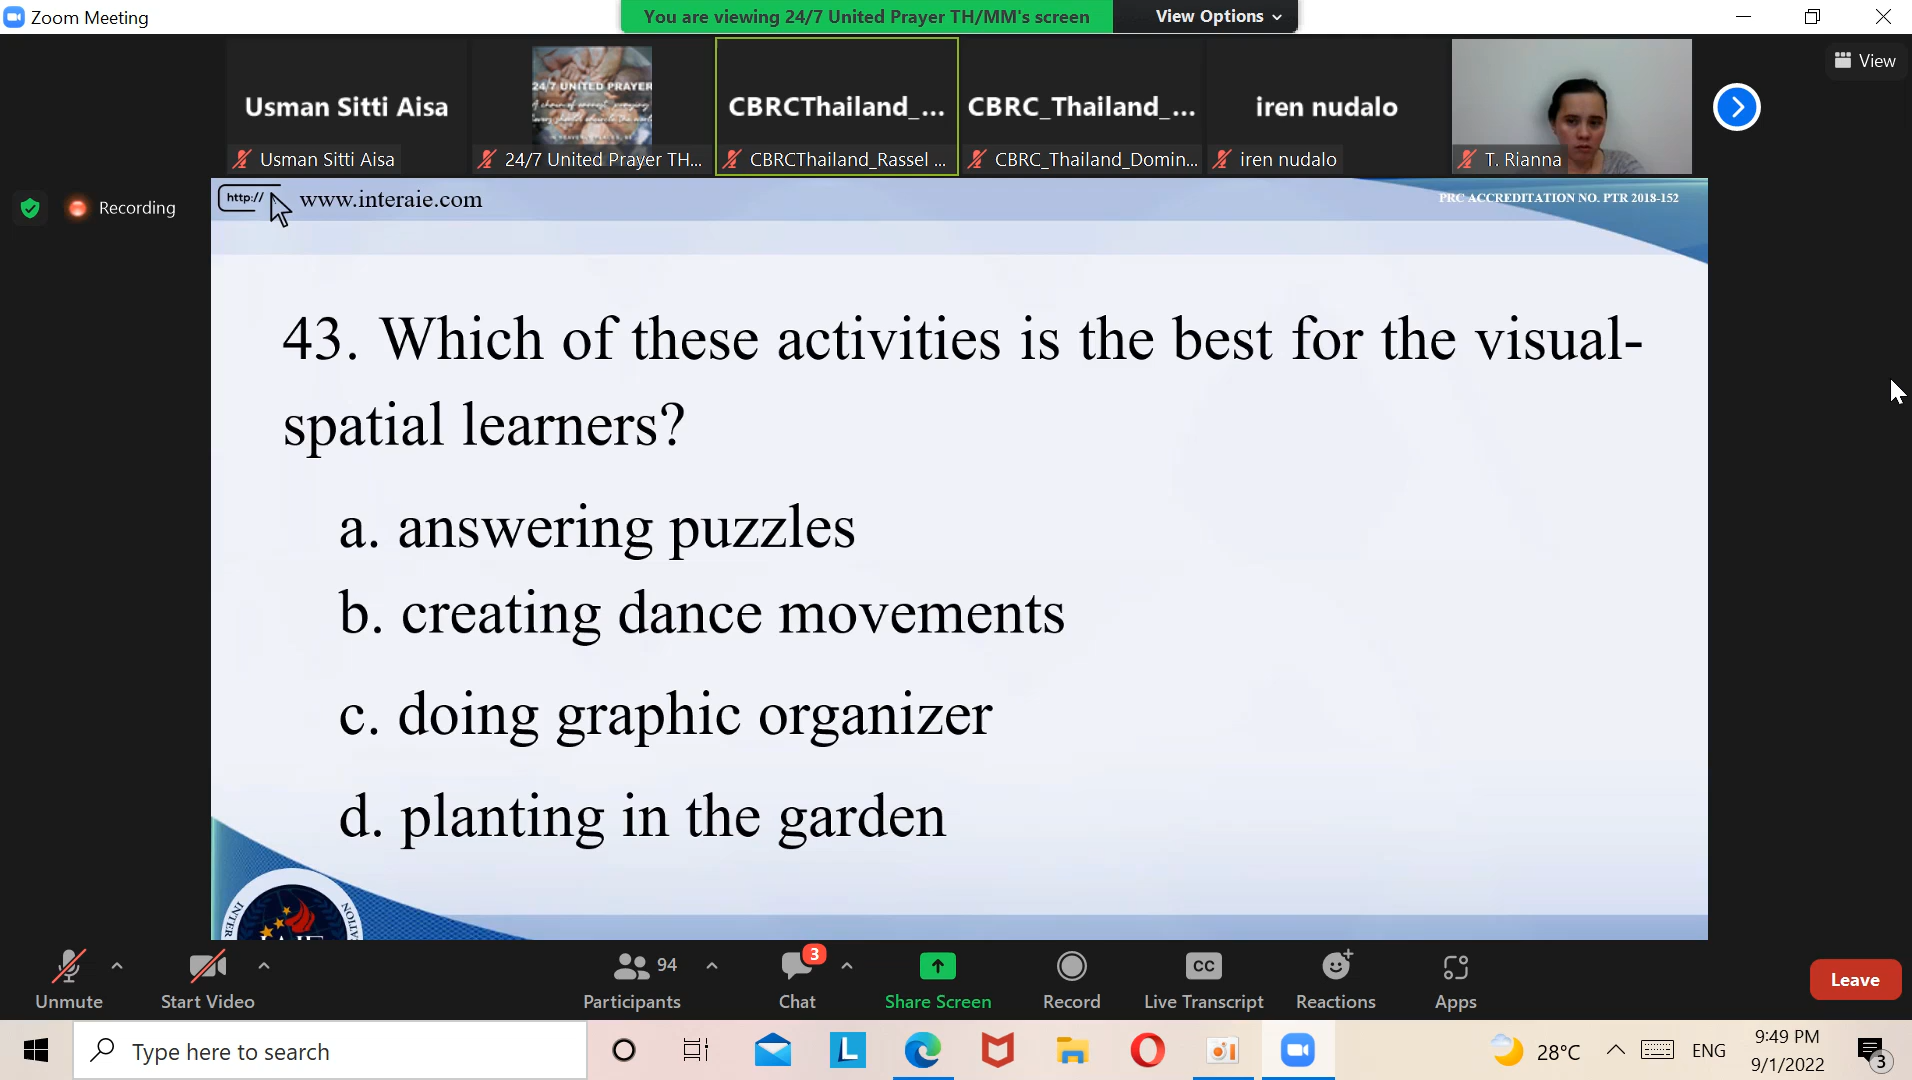 Zoom Meeting
You are viewing 24/7 United Prayer TH/MM's screen
View Options
Usman Sitti Aisa
24/7 UNITED PRAYER
CBRCThailand_...
CBRC_Thailand_...
iren nudalo
View
Usman Sitti Aisa
24/7 United Prayer TH...
CBRCThailand_Rassel ...
CBRC_Thailand_Domin...
iren nudalo
T. Rianna
Recording
http://
www.interaie.com
PRC ACCREDITATION NO. PTR 2018-152
43. Which of these activities is the best for the visual-
spatial learners?
a. answering puzzles
b. creating dance movements
c. doing graphic organizer
d. planting in the garden
Unmute
Start Video
94
Participants
3
Chat
Share Screen
Record
CC
Live Transcript
Reactions
Apps
Leave
Type here to search
L
28°C
ENG
9:49 PM
9/1/2022
3